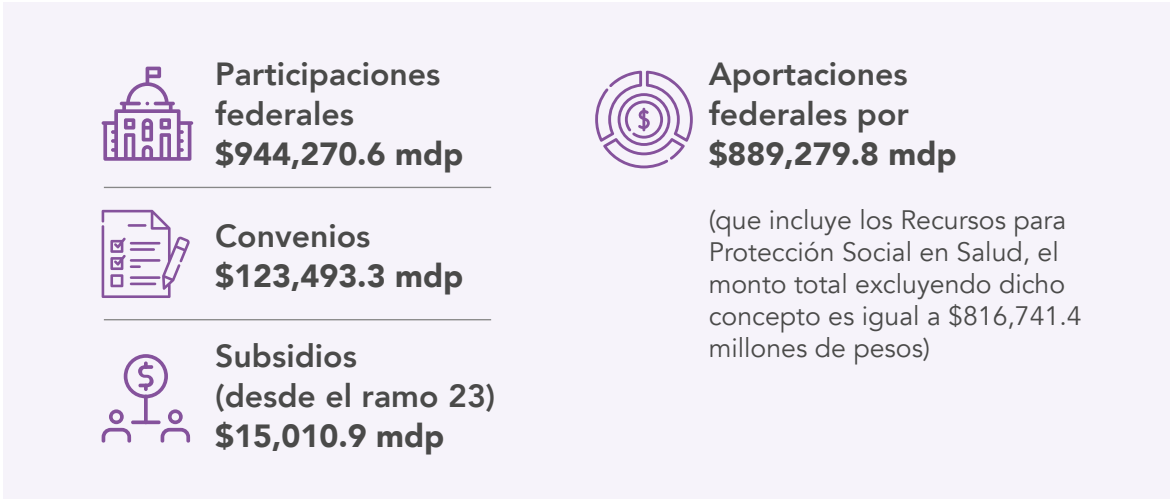 Participaciones
federales
$944,270.6 mdp
Convenios
$123,493.3 mdp
Subsidios
(desde el ramo 23)
$15,010.9 mdp
Aportaciones
federales por
$889,279.8 mdp
(que incluye los Recursos para
Protección Social en Salud, el
monto total excluyendo dicho
concepto es igual a $816,741.4
millones de pesos)